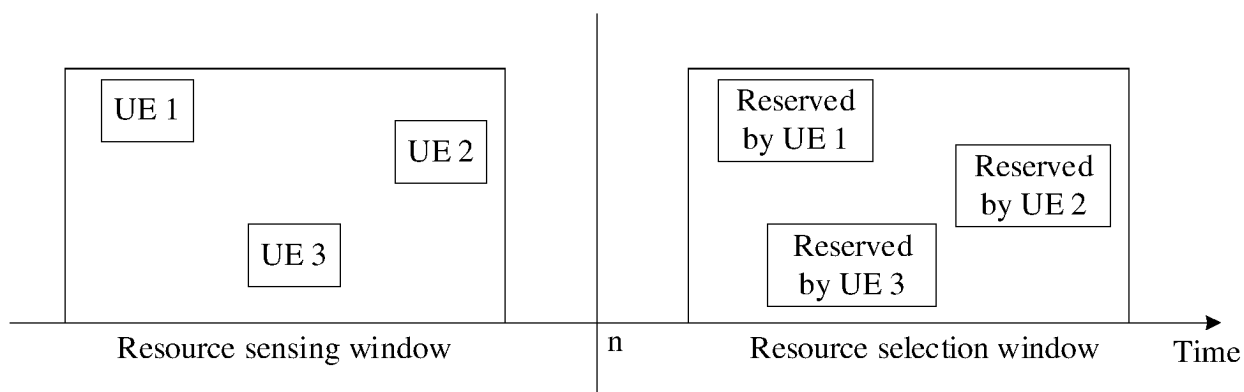 UE 1
UE 2
UE 3
Reserved
by UE 1
Reserved
by UE 2
Reserved
by UE 3
Resource sensing window
n
Resource selection window
Time